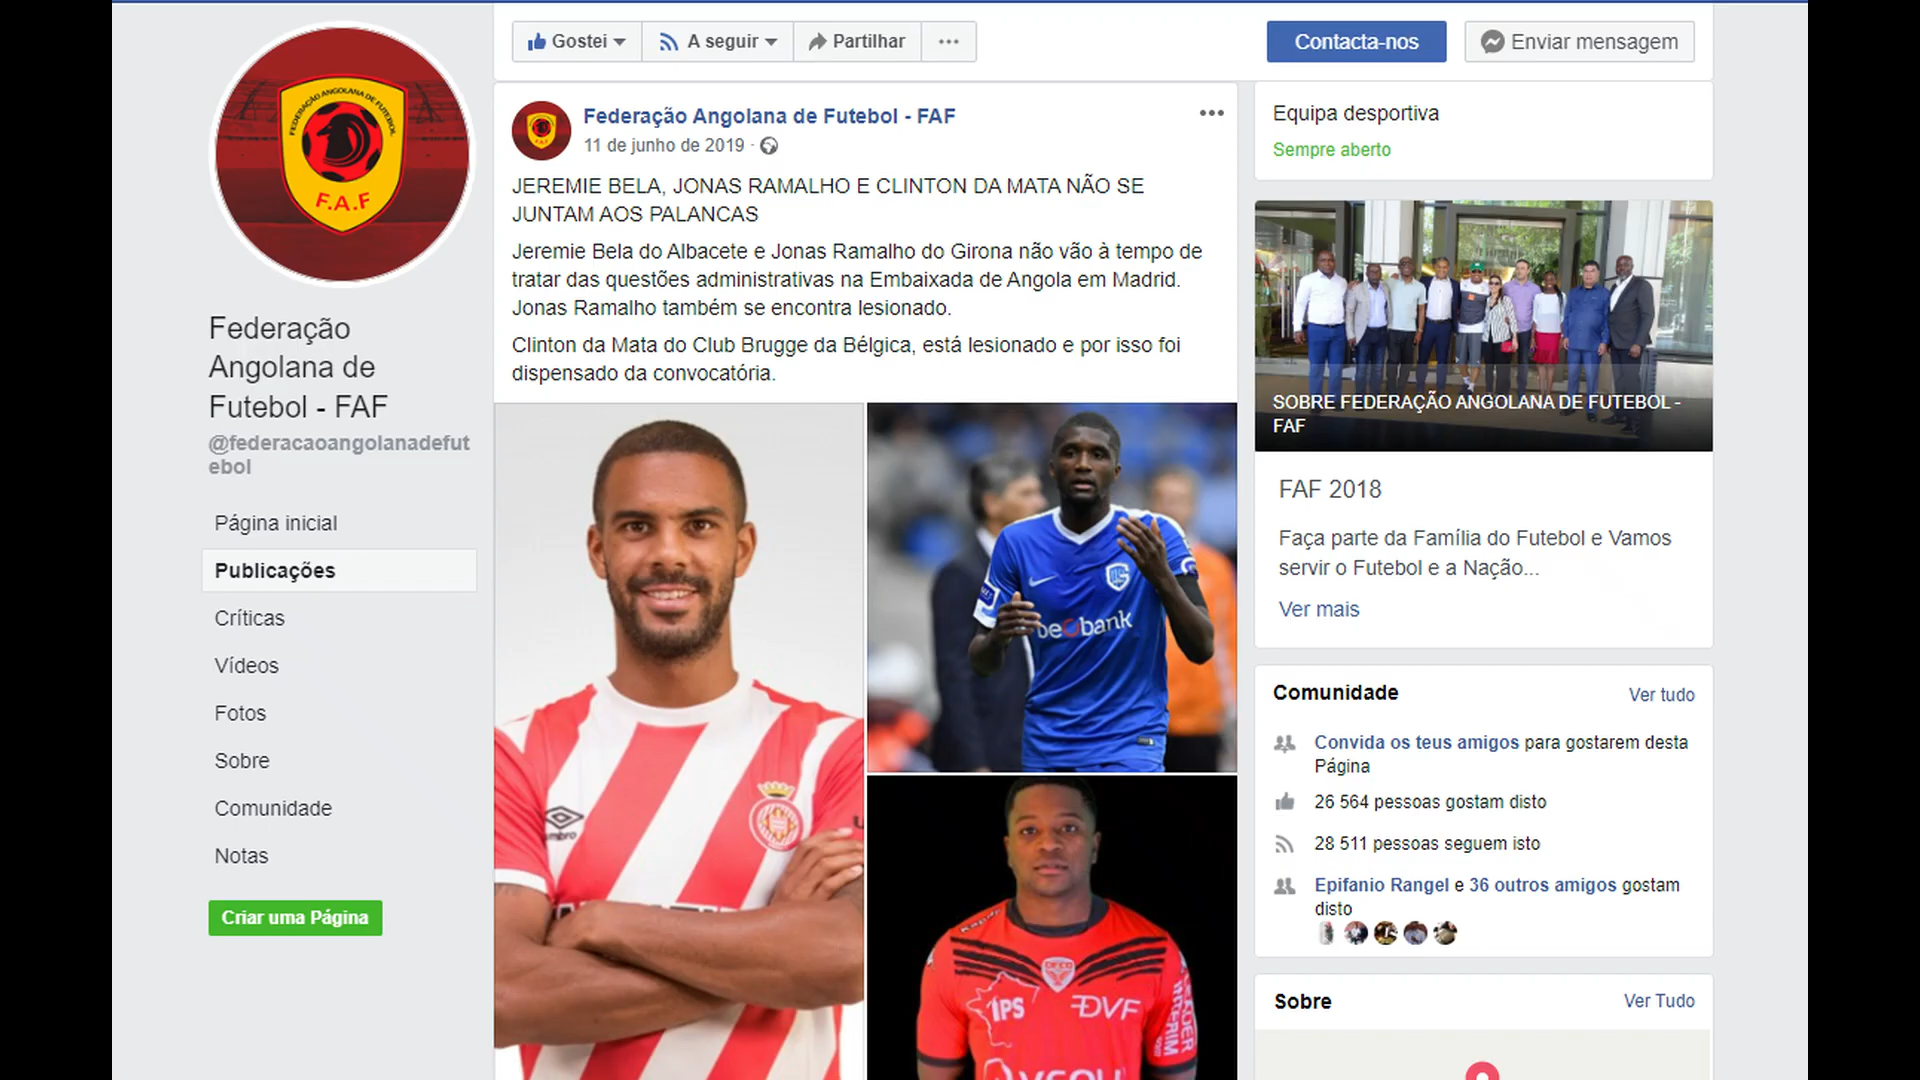 FEDERAÇÃO ANGOLANA DE FUTEBOL
F.A.F
Federação
Angolana de
Futebol - FAF
@federacaoangolanadefut
ebol
Página inicial
Publicações
Críticas
Vídeos
Fotos
Sobre
Comunidade
Notas
Criar uma Página
Gostei
A seguir
Partilhar
Contacta-nos
Enviar mensagem
Federação Angolana de Futebol - FAF
11 de junho de 2019 ·
JEREMIE BELA, JONAS RAMALHO E CLINTON DA MATA NÃO SE
JUNTAM AOS PALANCAS
Jeremie Bela do Albacete e Jonas Ramalho do Girona não vão à tempo de
tratar das questões administrativas na Embaixada de Angola em Madrid.
Jonas Ramalho também se encontra lesionado.
Clinton da Mata do Club Brugge da Bélgica, está lesionado e por isso foi
dispensado da convocatória.
beobank
IPS
DVF
DFCO
INTERIM
Equipa desportiva
Sempre aberto
SOBRE FEDERAÇÃO ANGOLANA DE FUTEBOL -
FAF
FAF 2018
Faça parte da Família do Futebol e Vamos
servir o Futebol e a Nação...
Ver mais
Comunidade
Ver tudo
Convida os teus amigos para gostarem desta
Página
26 564 pessoas gostam disto
28 511 pessoas seguem isto
Epifanio Rangel e 36 outros amigos gostam
disto
Sobre
Ver Tudo